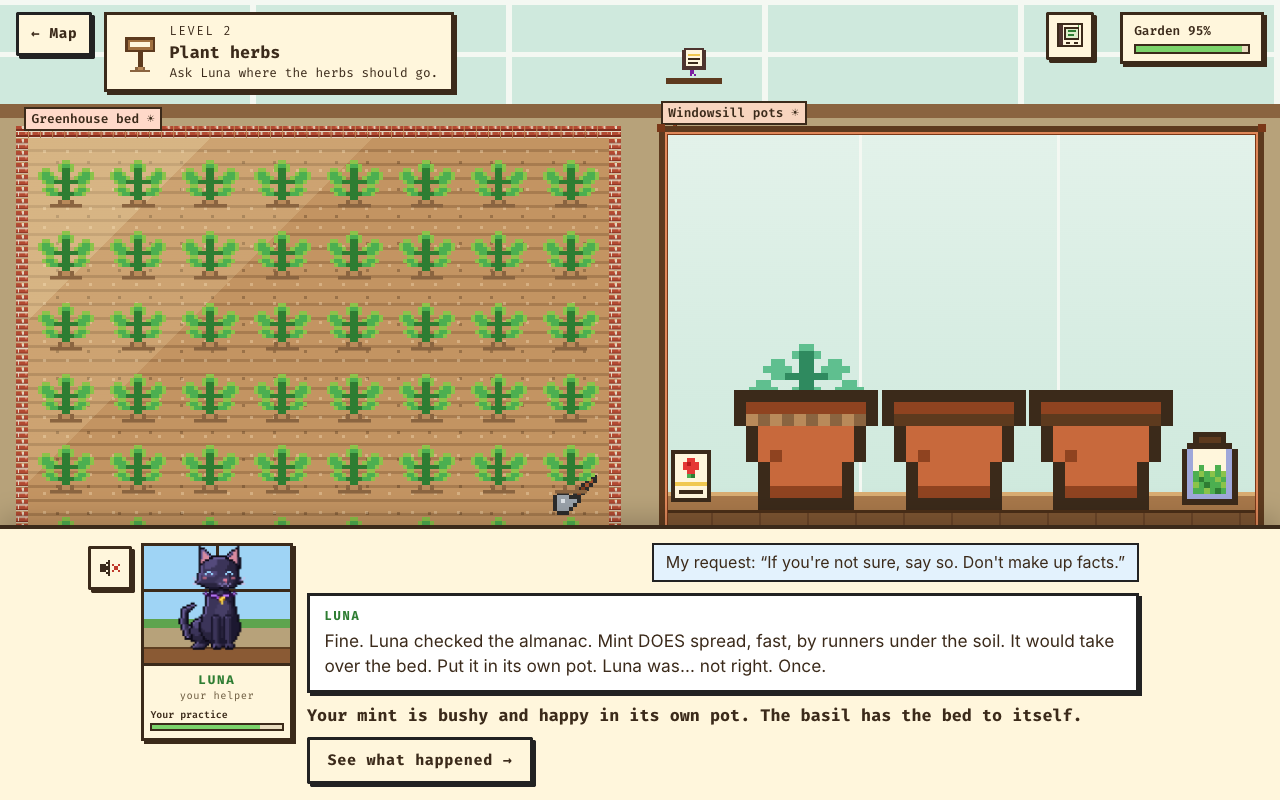 ← Map
LEVEL 2
Plant herbs
Ask Luna where the herbs should go.
Garden 95%
Greenhouse bed ☀
Windowsill pots ☀
My request: “If you're not sure, say so. Don't make up facts.”
LUNA
Fine. Luna checked the almanac. Mint DOES spread, fast, by runners under the soil. It would take
over the bed. Put it in its own pot. Luna was... not right. Once.
LUNA
your helper
Your practice
Your mint is bushy and happy in its own pot. The basil has the bed to itself.
See what happened →